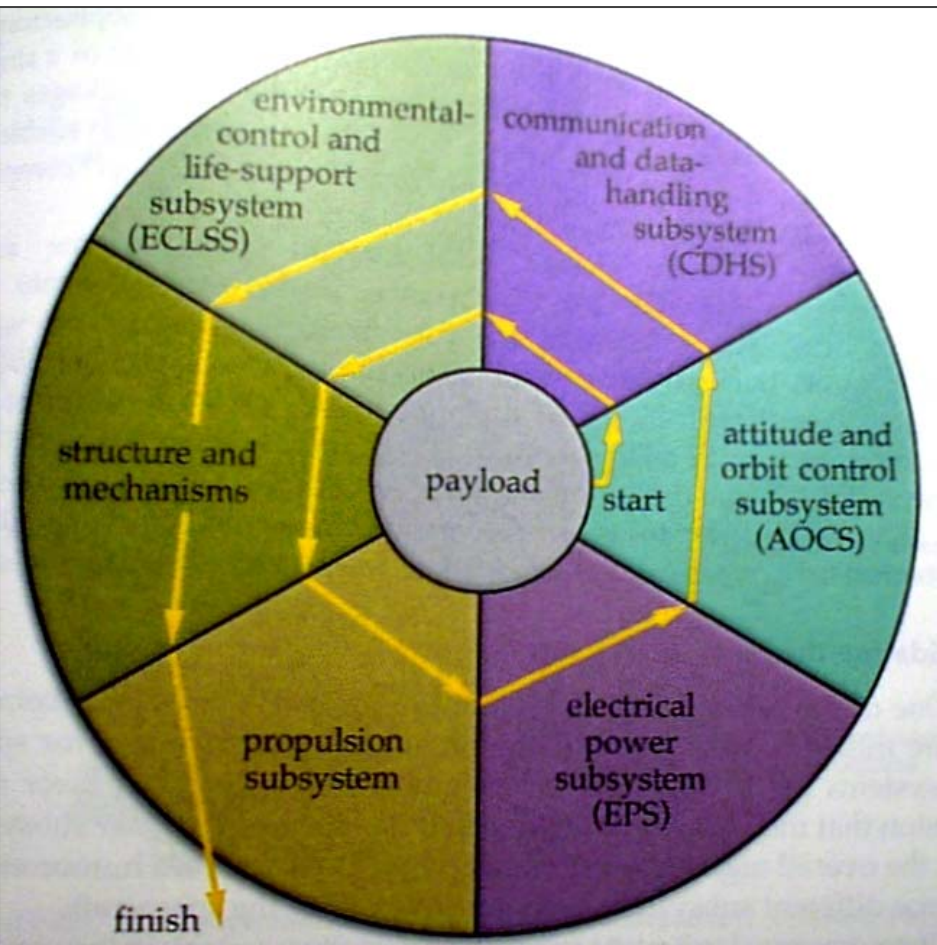 environmental-
control and
life-support
subsystem
(ECLSS)
communication
and data-
handling
subsystem
(CDHS)
structure and
mechanisms
payload
start
attitude and
orbit control
subsystem
(AOCS)
propulsion
subsystem
electrical
power
subsystem
(EPS)
finish